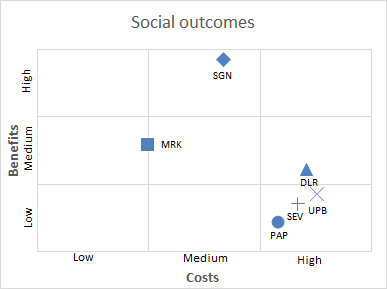 Social outcomes
High
SGN
Benefits
Medium
MRK
DLR
Low
UPB
SEV
PAP
Low
Medium
High
Costs